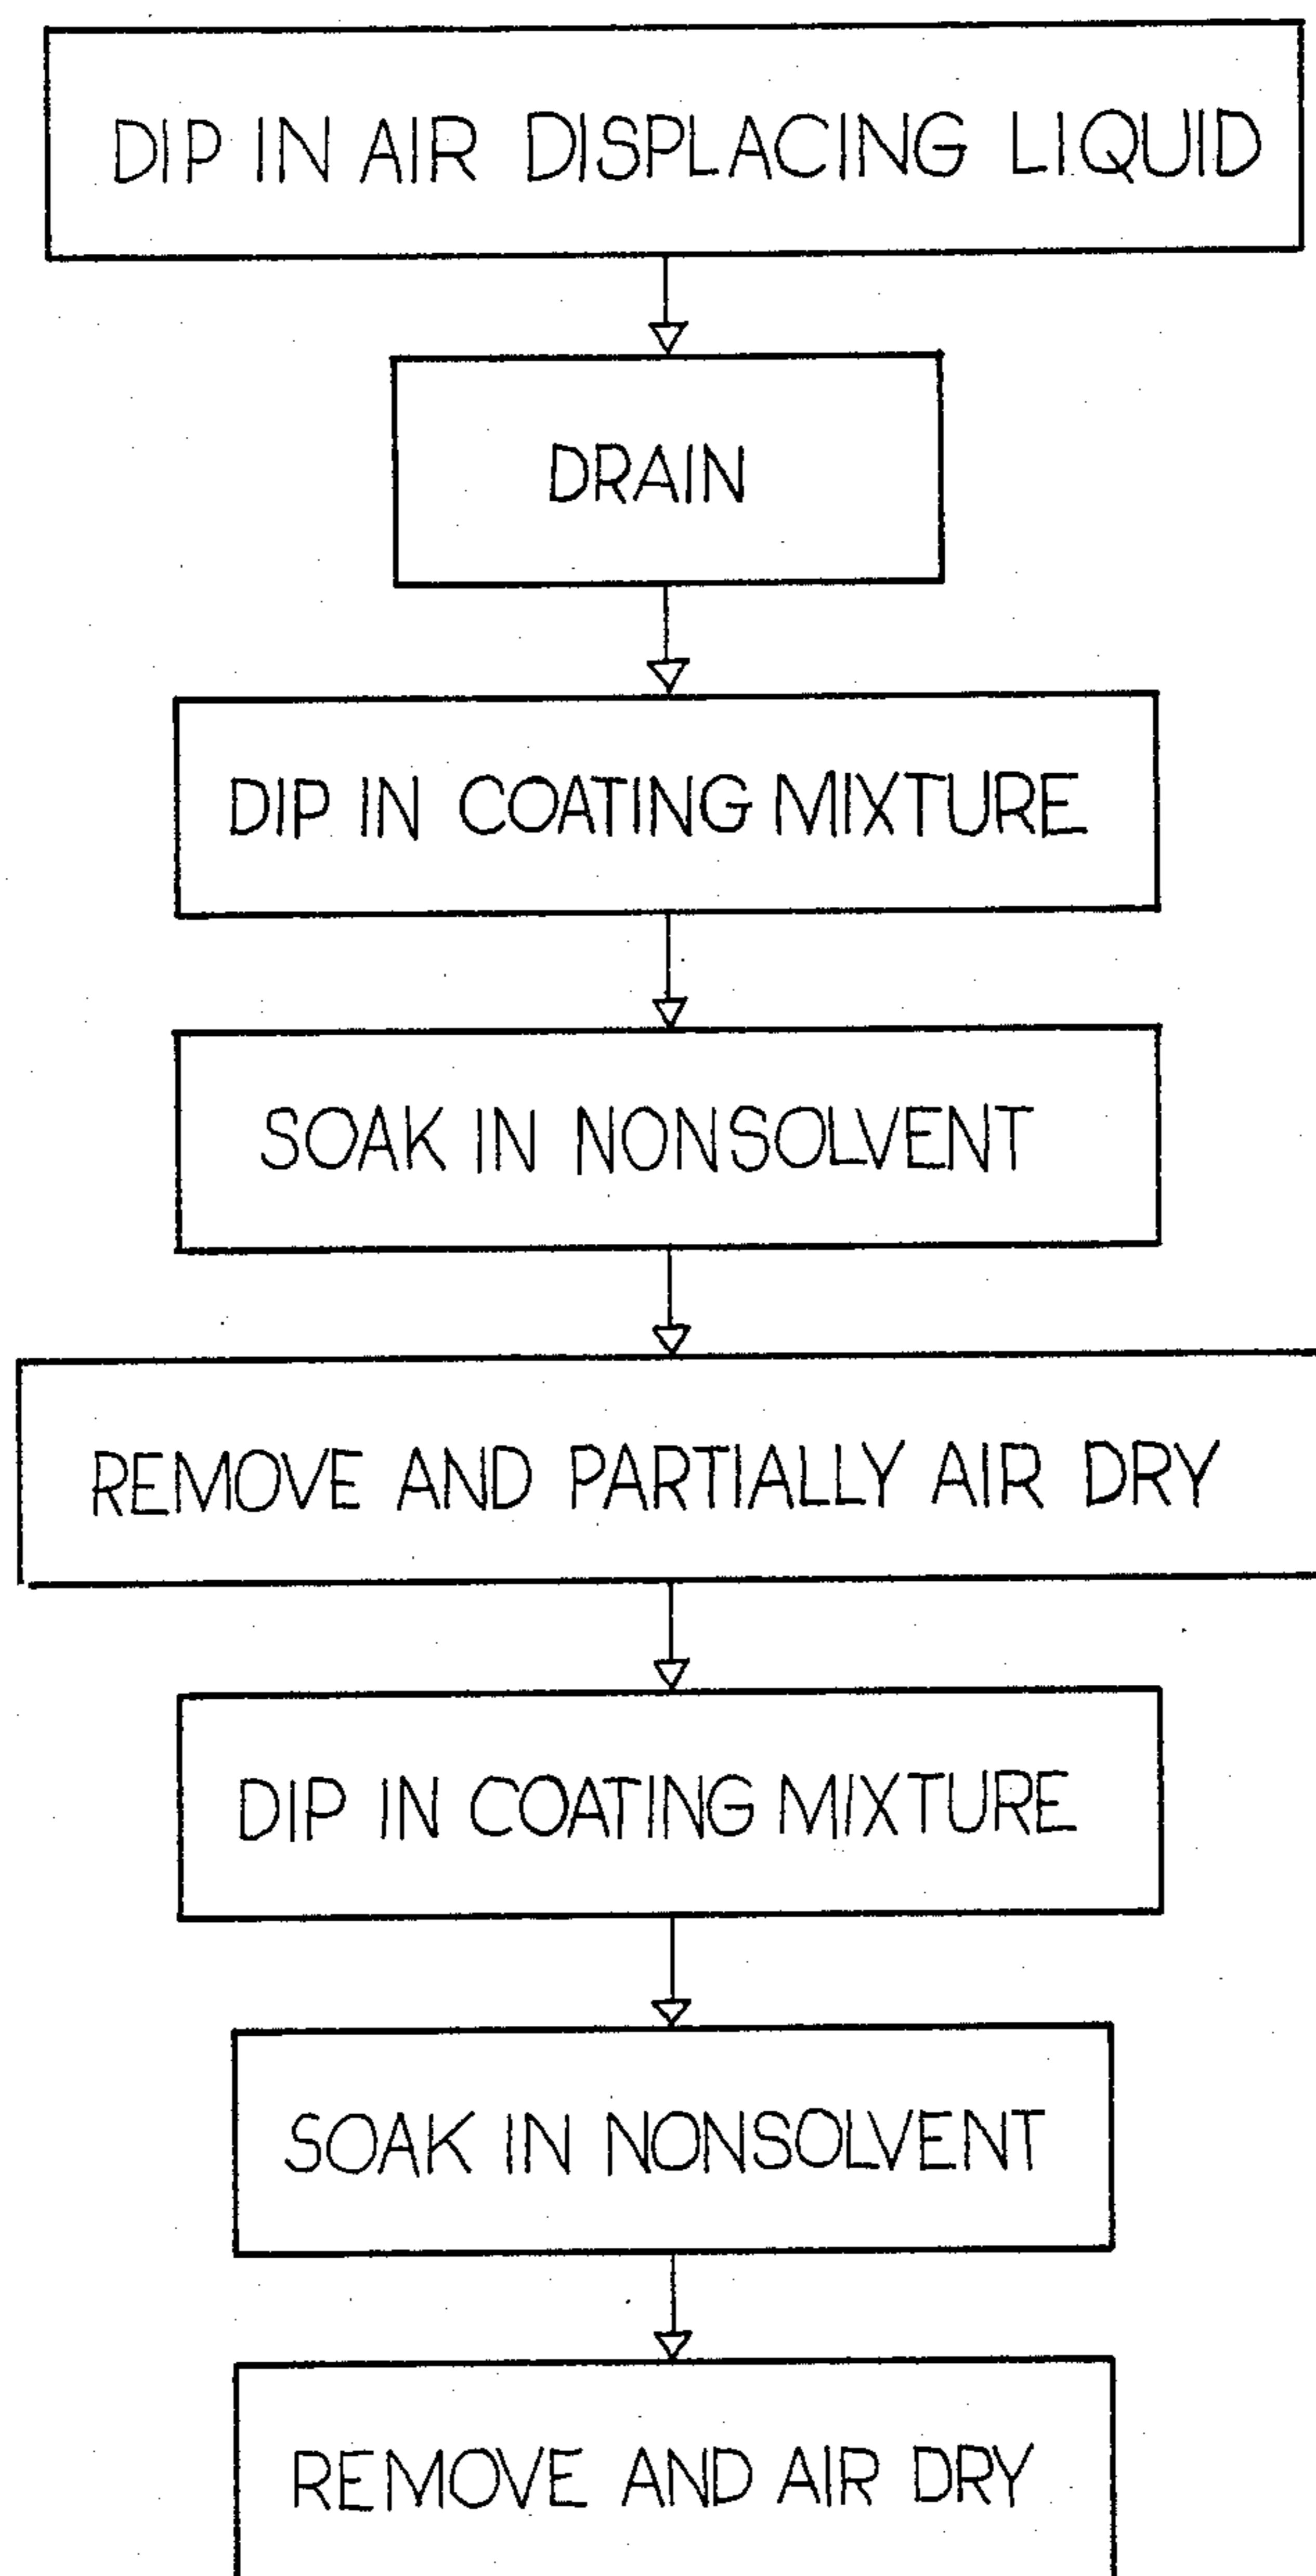 DIP IN AIR DISPLACING LIQUID
DRAIN
DIP IN COATING MIXTURE
SOAK IN NONSOLVENT
REMOVE AND PARTIALLY AIR DRY
DIP IN COATING MIXTURE
SOAK IN NONSOLVENT
REMOVE AND AIR DRY